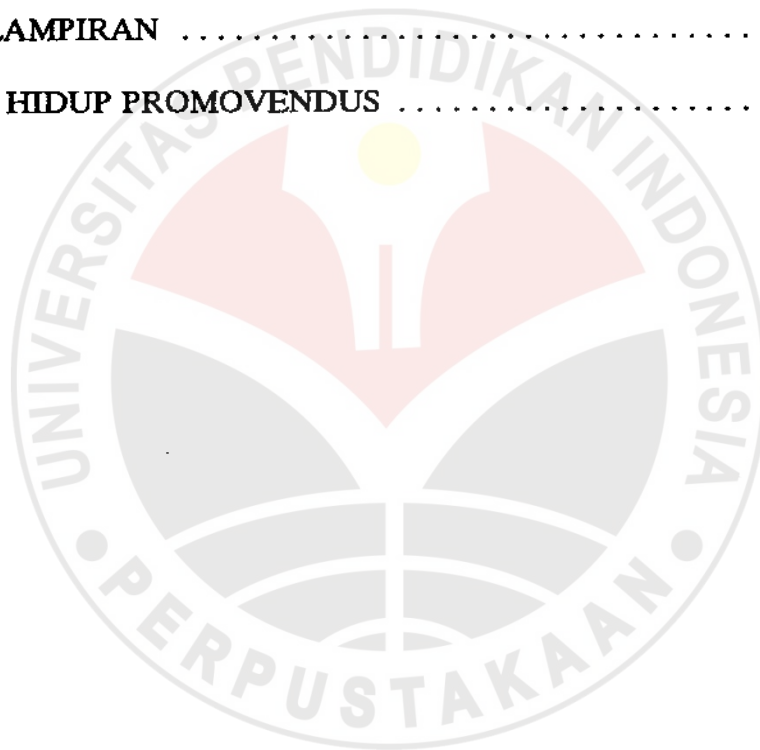 LAMPIRAN ..................................
HIDUP PROMOVENDUS .....................
UNIVERSITAS PENDIDIKAN INDONESIA
PERPUSTAKAAN